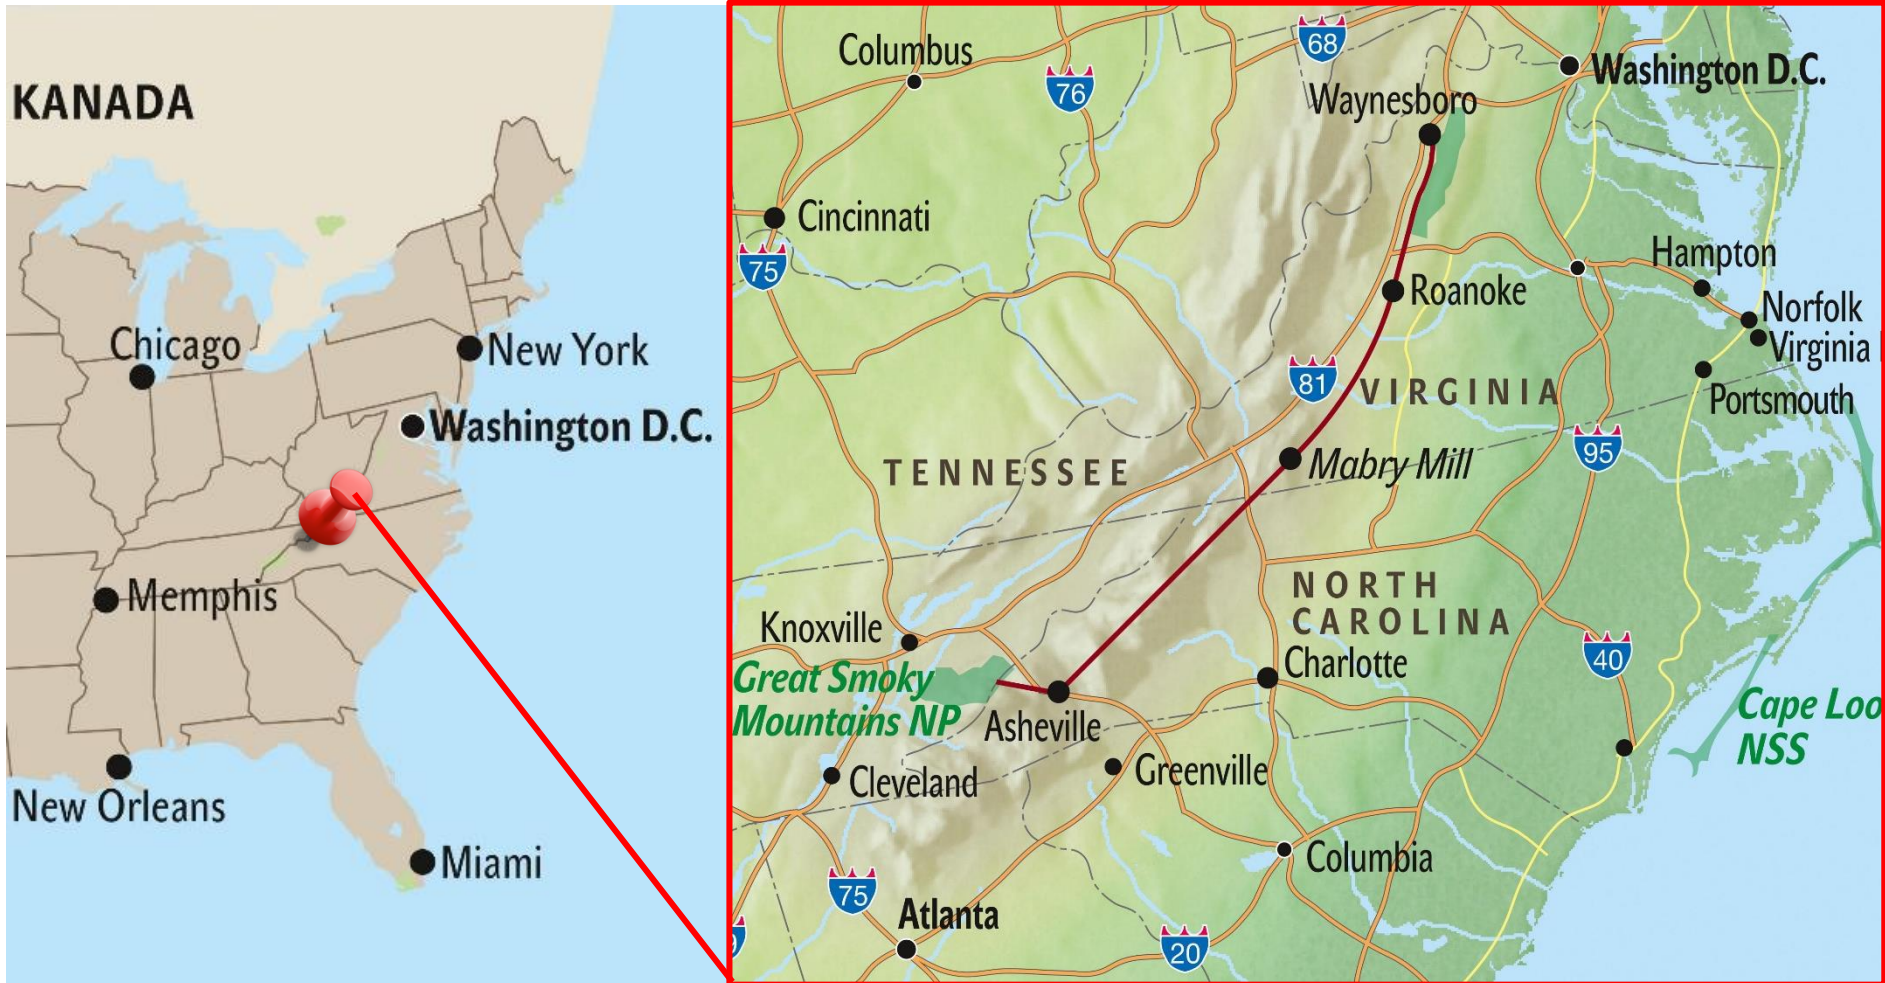 KANADA
Chicago
New York
Washington D.C.
Memphis
New Orleans
Miami
Columbus
68
76
Washington D.C.
Waynesboro
Cincinnati
75
Hampton
Roanoke
Norfolk
Virginia
81
VIRGINIA
Portsmouth
95
TENNESSEE
Mabry Mill
NORTH
CAROLINA
Knoxville
40
Charlotte
Great Smoky
Mountains NP
Asheville
Cape Loo
NSS
Cleveland
Greenville
Columbia
75
Atlanta
20